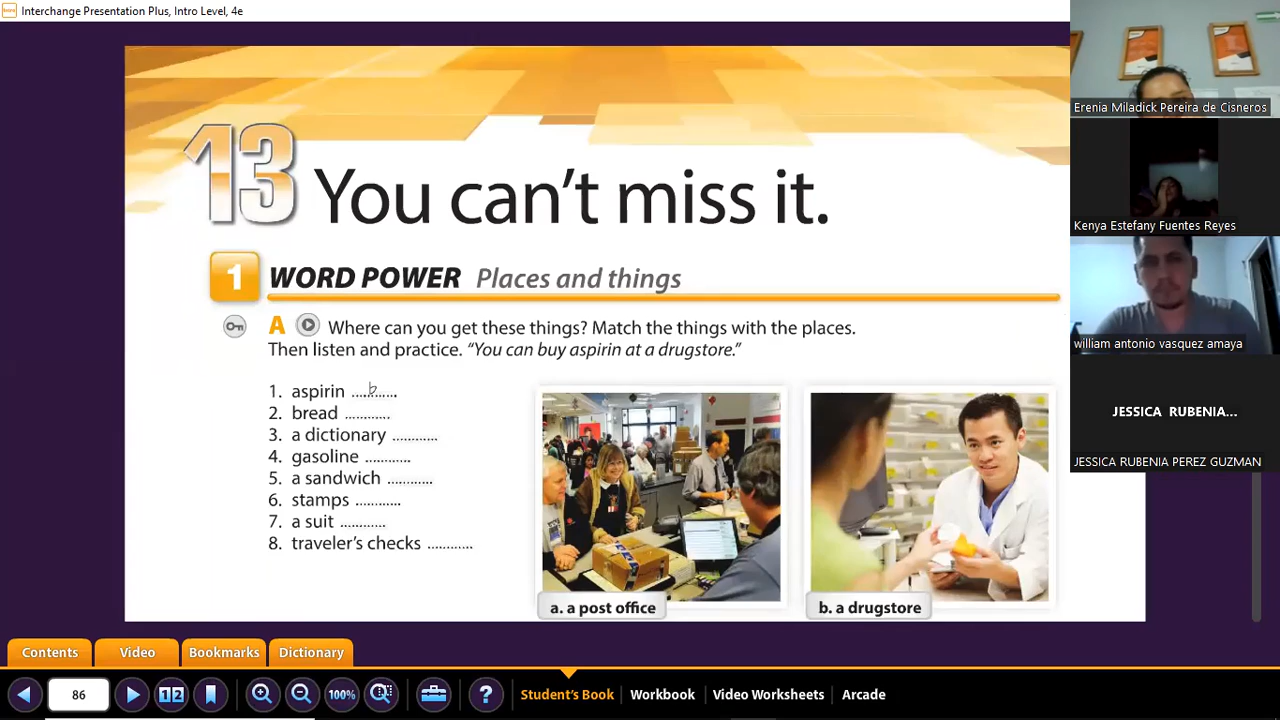 Interchange Presentation Plus, Intro Level, 4e
13 You can't miss it.
1 WORD POWER Places and things
A Where can you get these things? Match the things with the places.
Then listen and practice. "You can buy aspirin at a drugstore."
1. aspirin ....b.......
2. bread ............
3. a dictionary ............
4. gasoline ............
5. a sandwich ............
6. stamps ............
7. a suit ............
8. traveler's checks ............
a. a post office
b. a drugstore
Erenia Miladick Pereira de Cisneros
Kenya Estefany Fuentes Reyes
william antonio vasquez amaya
JESSICA RUBENIA...
JESSICA RUBENIA PEREZ GUZMAN
Contents Video Bookmarks Dictionary
86 12 100% ? Student's Book Workbook Video Worksheets Arcade